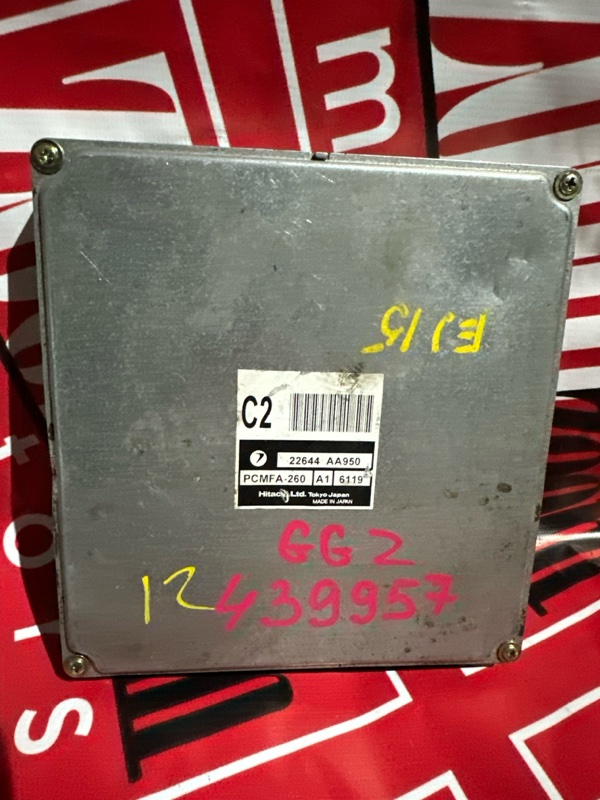 EJ15
C2
22644 AA950
PCMFA-260 A1 6119
Hitachi, Ltd. Tokyo Japan
MADE IN JAPAN
GG2
12
439957